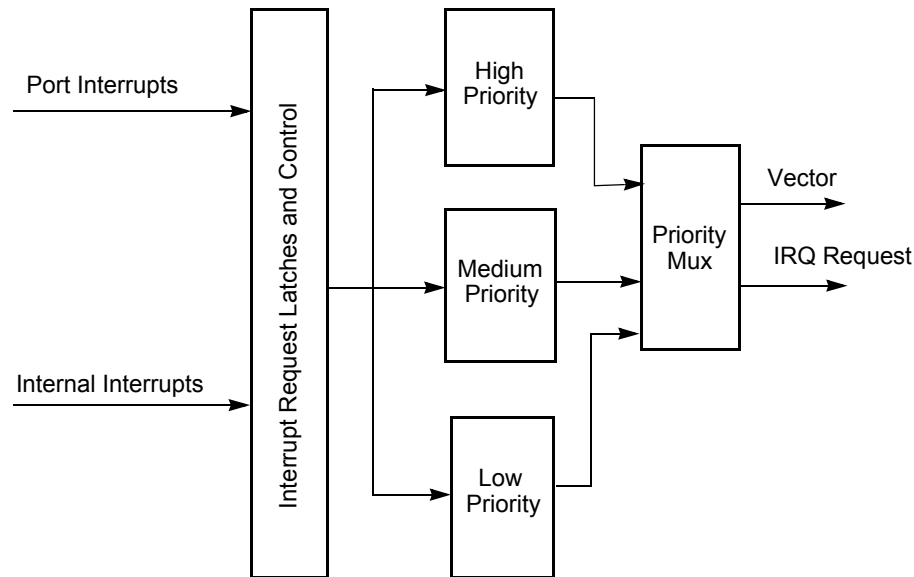 Port Interrupts
Internal Interrupts
Interrupt Request Latches and Control
High
Priority
Medium
Priority
Low
Priority
Priority
Mux
Vector
IRQ Request